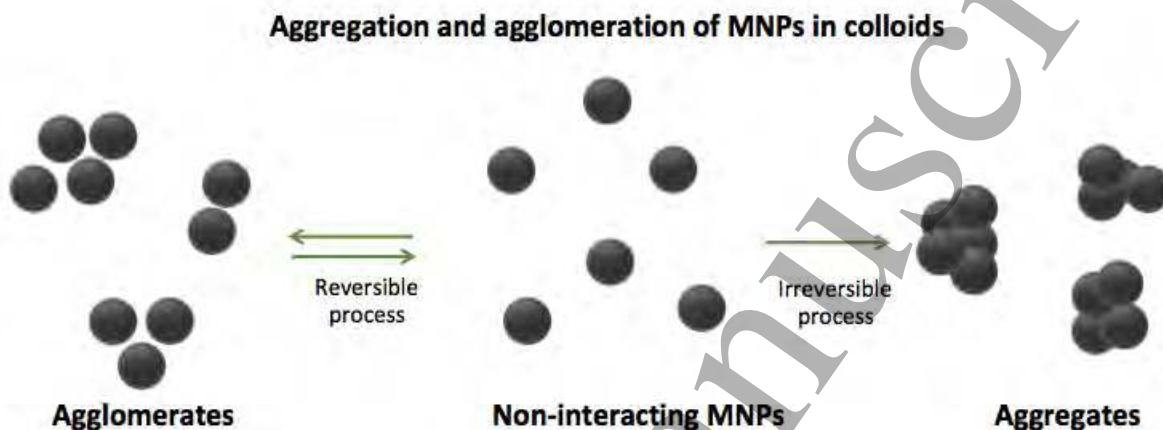 Aggregation and agglomeration of MNPs in colloids
Reversible
process
Irreversible
process
Agglomerates
Non-interacting MNPs
Aggregates